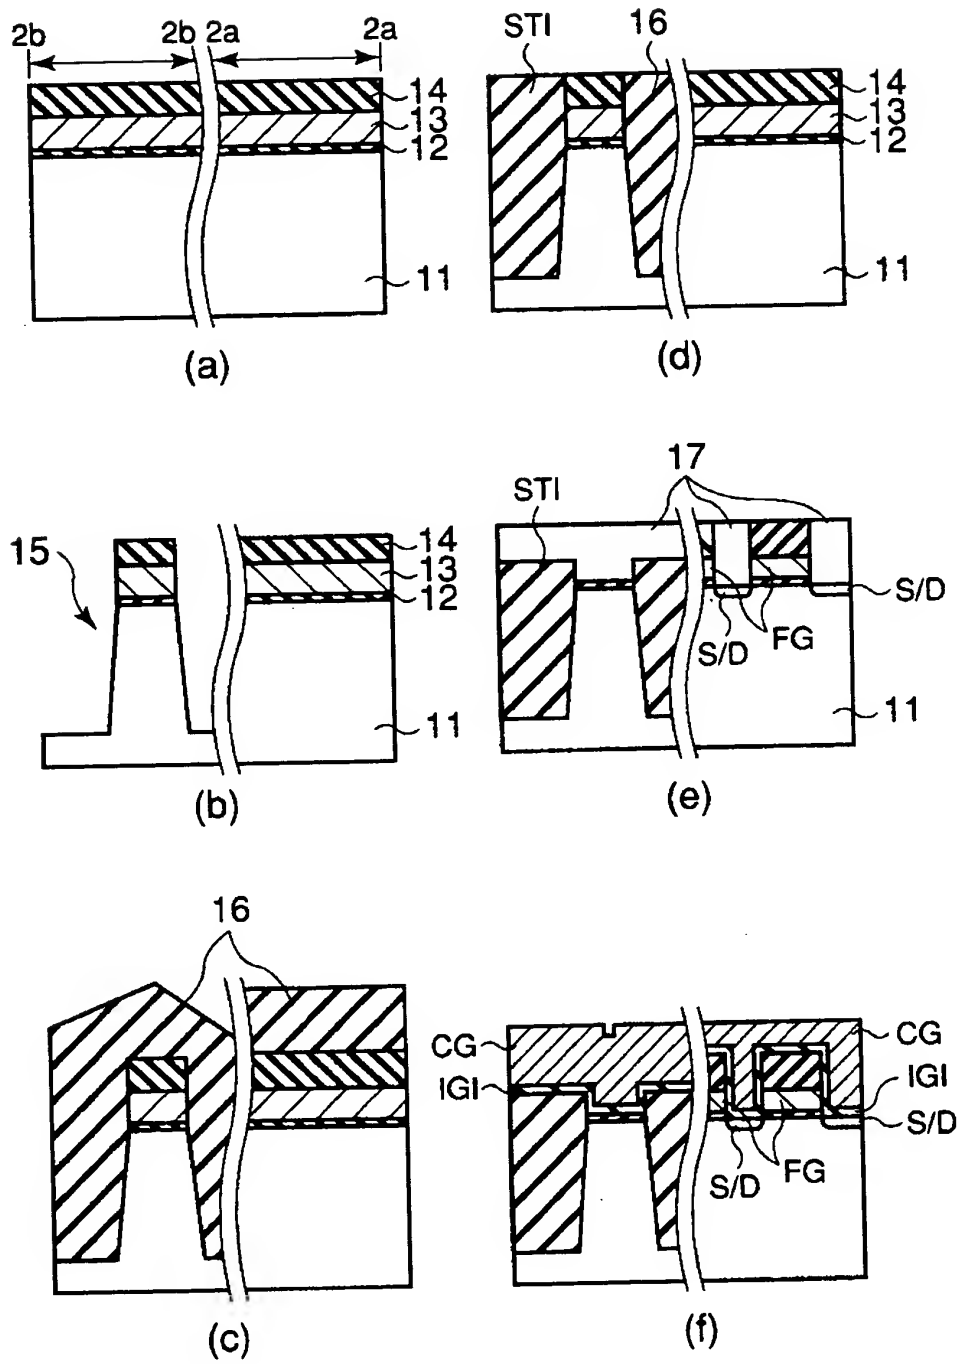 2b 2b 2a 2a
14
13
12
11
(a)
STI 16
14
13
12
11
(d)
15
14
13
12
11
(b)
17
STI
S/D
S/D FG
11
(e)
16
(c)
CG CG
IGI IGI
S/D
S/D FG
(f)